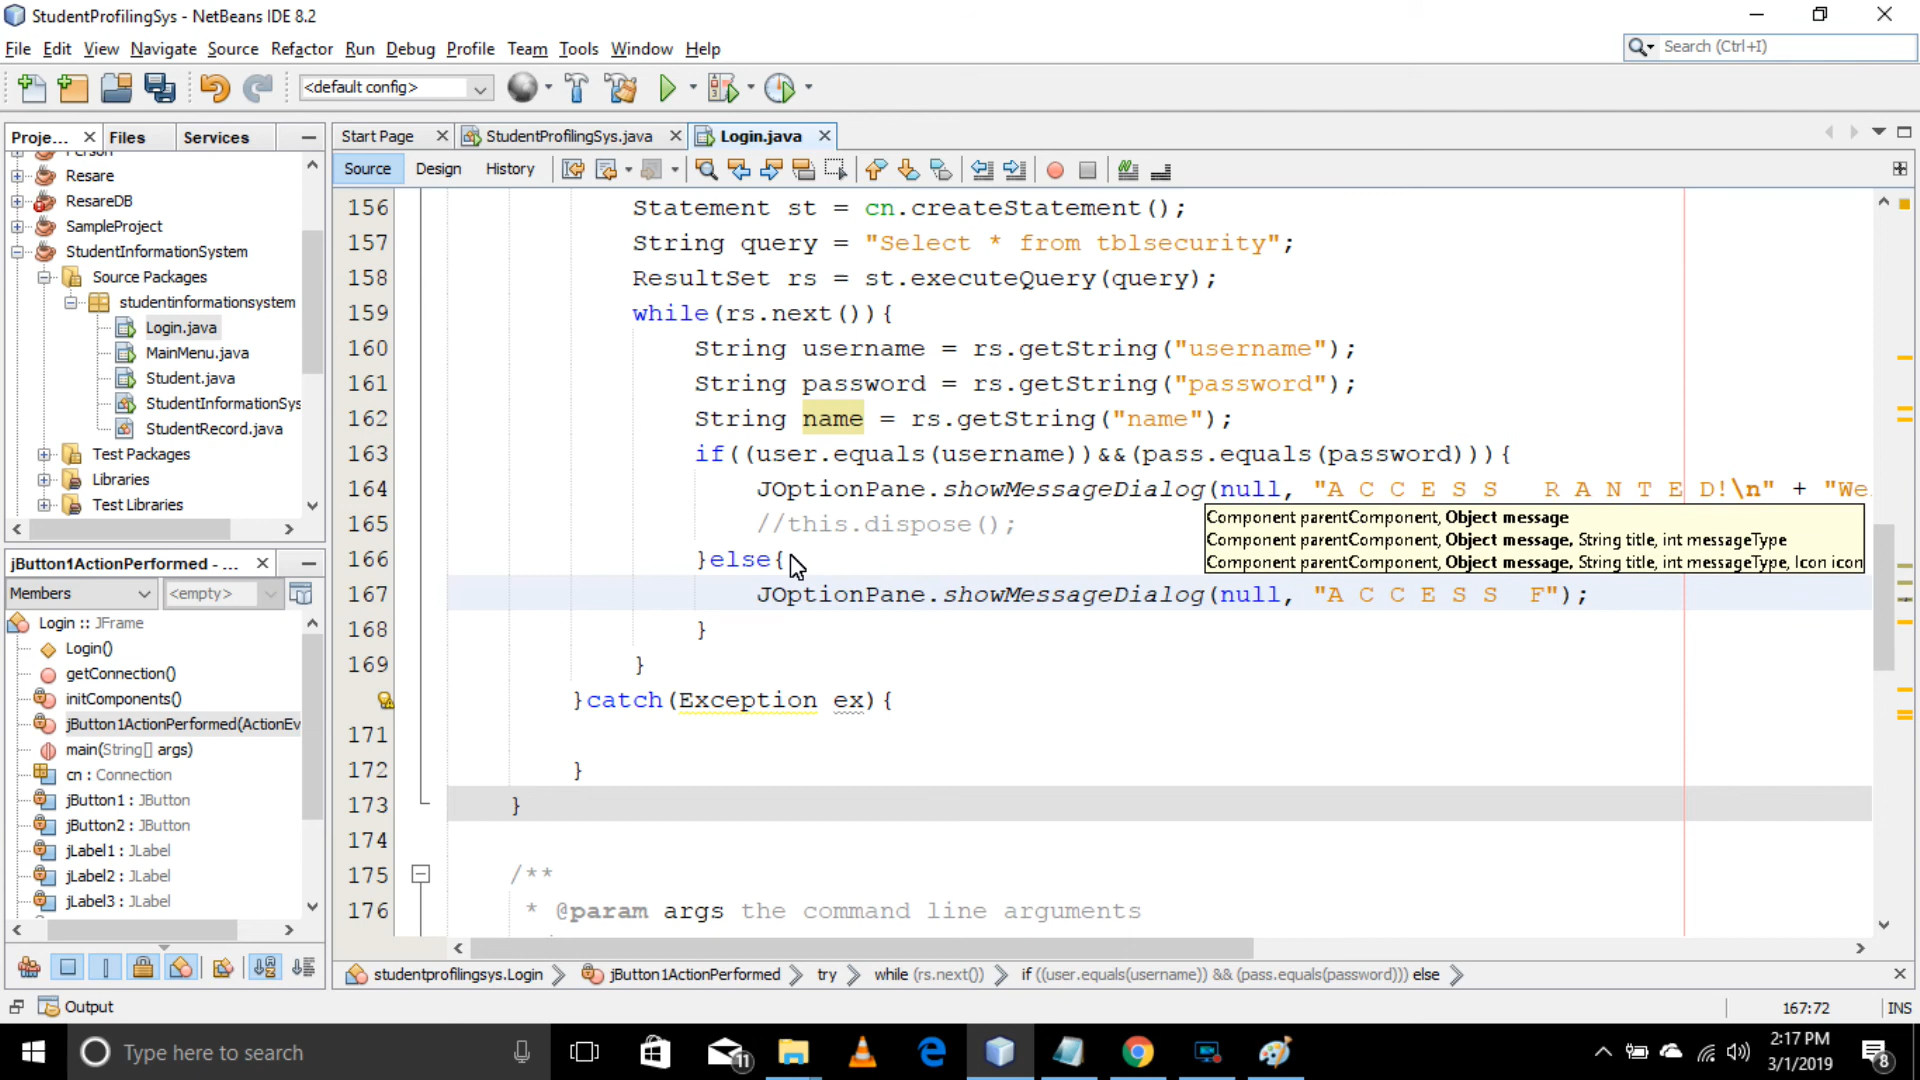 StudentProfilingSys - NetBeans IDE 8.2
File Edit View Navigate Source Refactor Run Debug Profile Team Tools Window Help
Search (Ctrl+I)
<default config>
Proje... Files Services
Start Page StudentProfilingSys.java Login.java
Source Design History
Person
Resare
ResareDB
SampleProject
StudentInformationSystem
Source Packages
studentinformationsystem
Login.java
MainMenu.java
Student.java
StudentInformationSys
StudentRecord.java
Test Packages
Libraries
Test Libraries
jButton1ActionPerformed - ...
Members <empty>
Login :: JFrame
Login()
getConnection()
initComponents()
jButton1ActionPerformed(ActionEv
main(String[] args)
cn : Connection
jButton1 : JButton
jButton2 : JButton
jLabel1 : JLabel
jLabel2 : JLabel
jLabel3 : JLabel
156 Statement st = cn.createStatement();
157 String query = "Select * from tblsecurity";
158 ResultSet rs = st.executeQuery(query);
159 while(rs.next()){
160 String username = rs.getString("username");
161 String password = rs.getString("password");
162 String name = rs.getString("name");
163 if((user.equals(username))&&(pass.equals(password))){
164 JOptionPane.showMessageDialog(null, "A C C E S S   R A N T E D!\n" + "We
165 //this.dispose();
Component parentComponent, Object message
Component parentComponent, Object message, String title, int messageType
Component parentComponent, Object message, String title, int messageType, Icon icon
166 }else{
167 JOptionPane.showMessageDialog(null, "A C C E S S  F");
168 }
169 }
}catch(Exception ex){
171
172 }
173 }
174
175 /**
176 * @param args the command line arguments
studentprofilingsys.Login jButton1ActionPerformed try while (rs.next()) if ((user.equals(username)) && (pass.equals(password))) else
Output
167:72 INS
Type here to search
11
2:17 PM
3/1/2019
8